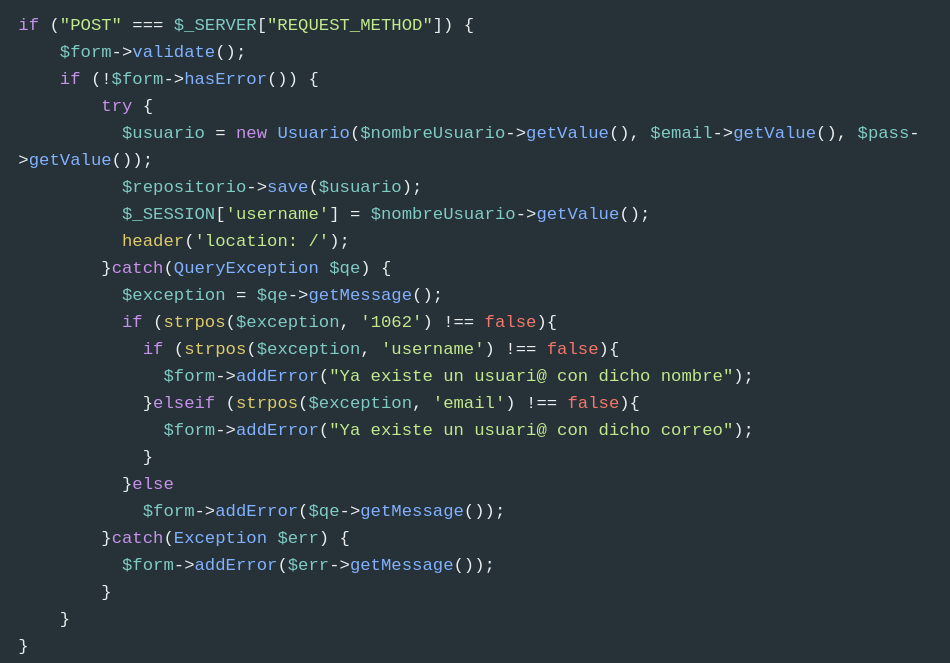 if ("POST" === $_SERVER["REQUEST_METHOD"]) {
    $form->validate();
    if (!$form->hasError()) {
        try {
          $usuario = new Usuario($nombreUsuario->getValue(), $email->getValue(), $pass-
>getValue());
          $repositorio->save($usuario);
          $_SESSION['username'] = $nombreUsuario->getValue();
          header('location: /');
        }catch(QueryException $qe) {
          $exception = $qe->getMessage();
          if (strpos($exception, '1062') !== false){
            if (strpos($exception, 'username') !== false){
              $form->addError("Ya existe un usuari@ con dicho nombre");
            }elseif (strpos($exception, 'email') !== false){
              $form->addError("Ya existe un usuari@ con dicho correo");
            }
          }else
            $form->addError($qe->getMessage());
        }catch(Exception $err) {
          $form->addError($err->getMessage());
        }
    }
}